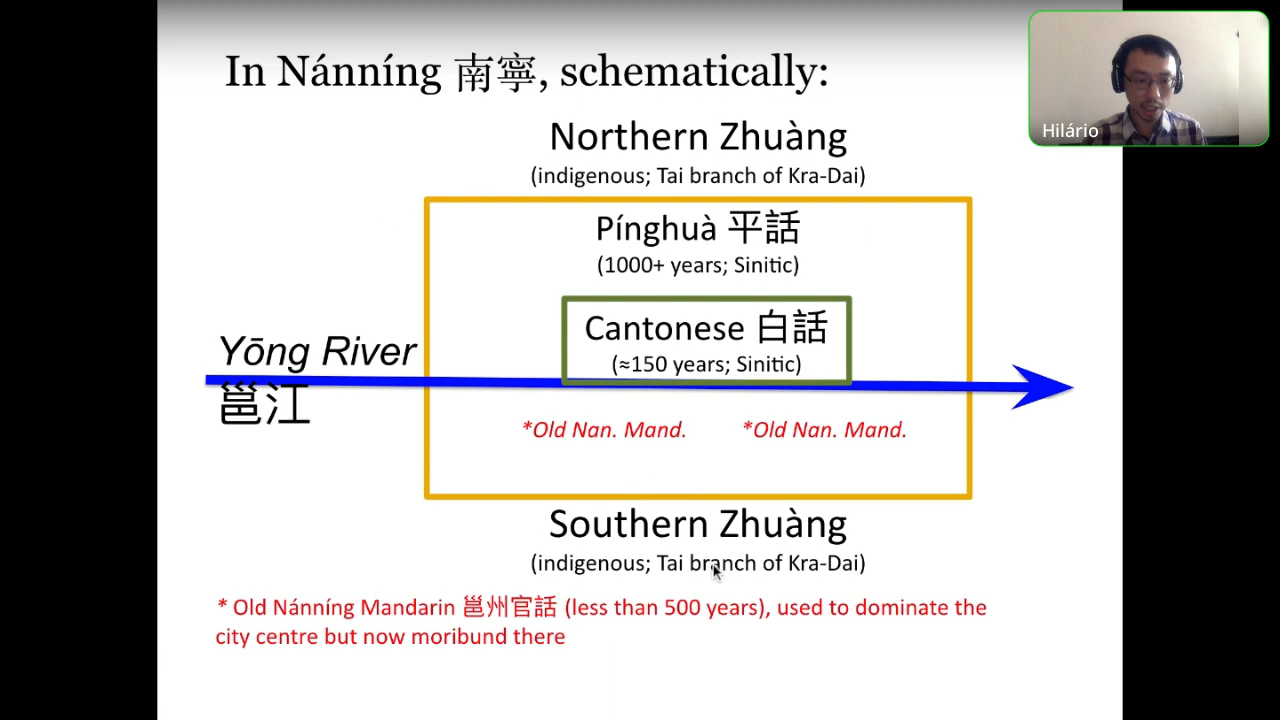 In Nánníng 南寧, schematically:
Hilário
Northern Zhuàng
(indigenous; Tai branch of Kra-Dai)
Pínghuà 平話
(1000+ years; Sinitic)
Cantonese 白話
(≈150 years; Sinitic)
Yōng River
邕江
*Old Nan. Mand. *Old Nan. Mand.
Southern Zhuàng
(indigenous; Tai branch of Kra-Dai)
* Old Nánníng Mandarin 邕州官話 (less than 500 years), used to dominate the
city centre but now moribund there